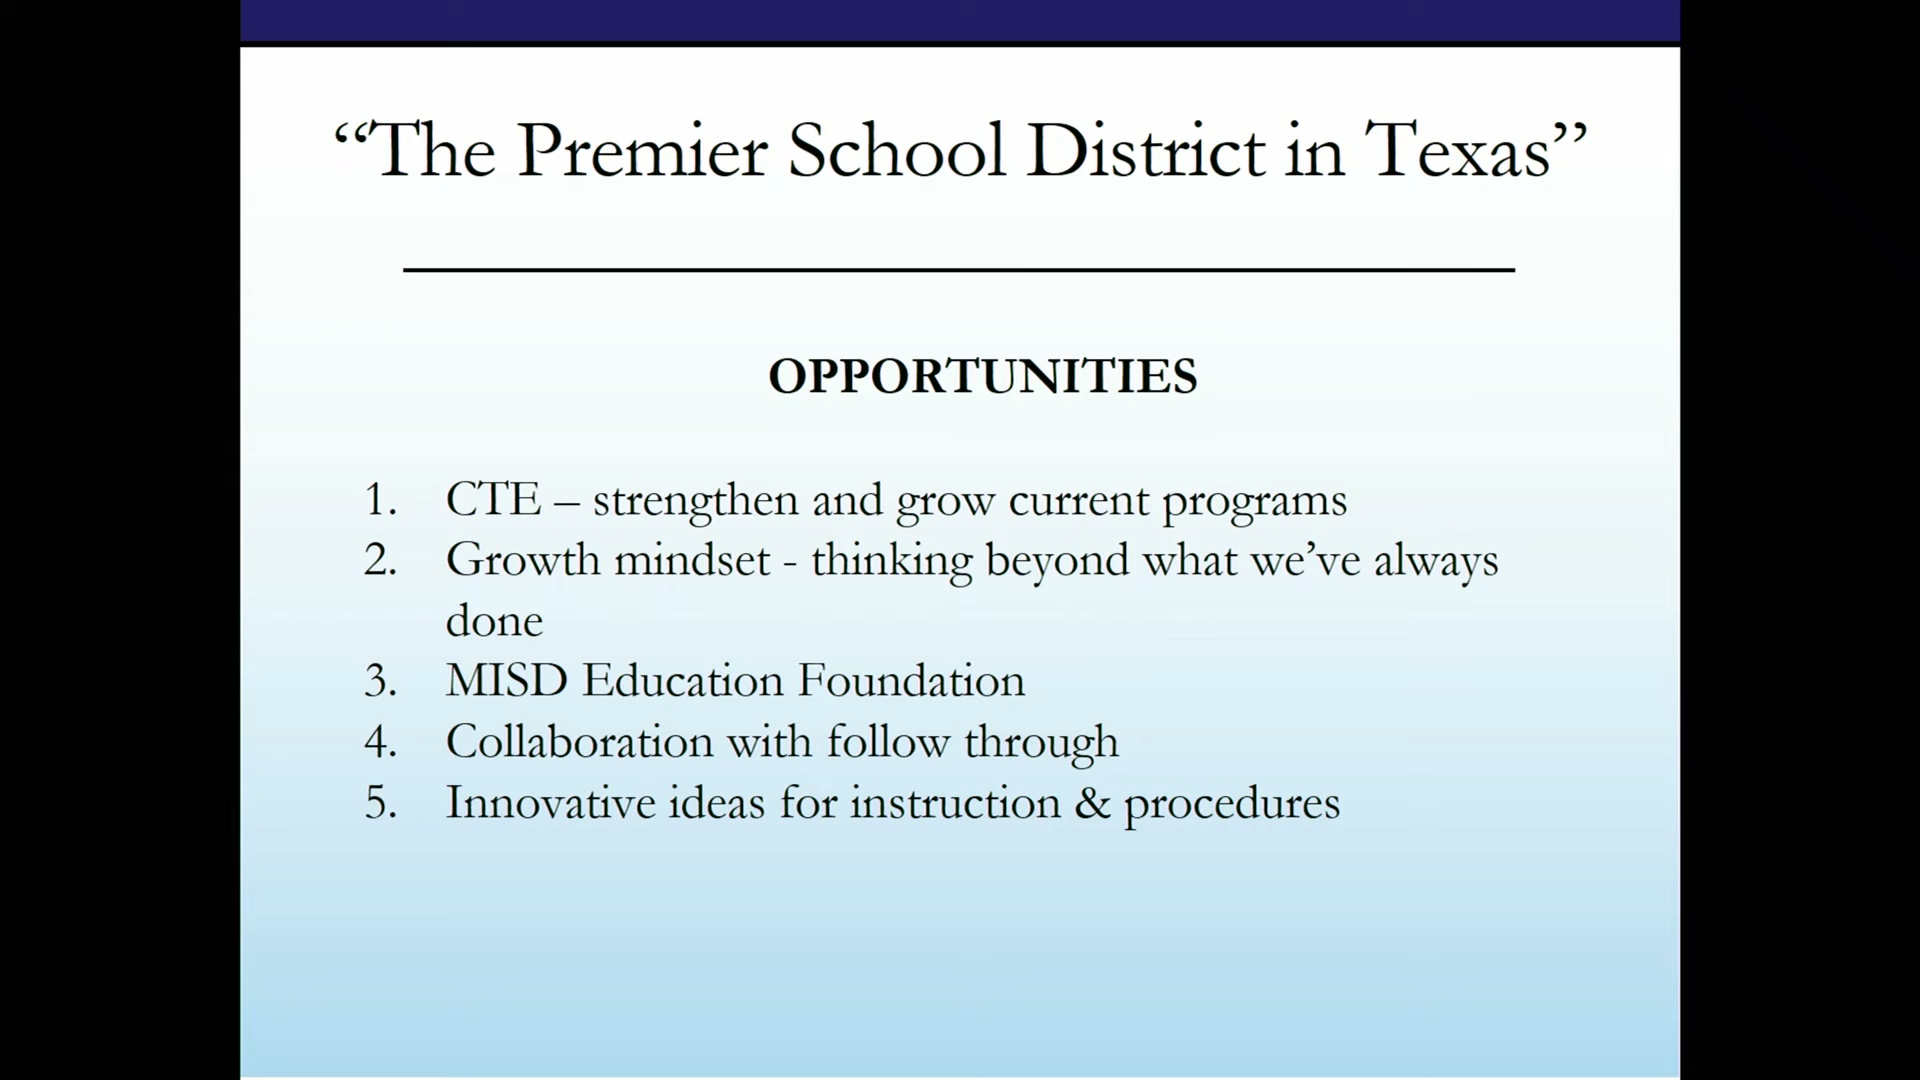 “The Premier School District in Texas”
OPPORTUNITIES
1. CTE – strengthen and grow current programs
2. Growth mindset - thinking beyond what we’ve always
done
3. MISD Education Foundation
4. Collaboration with follow through
5. Innovative ideas for instruction & procedures